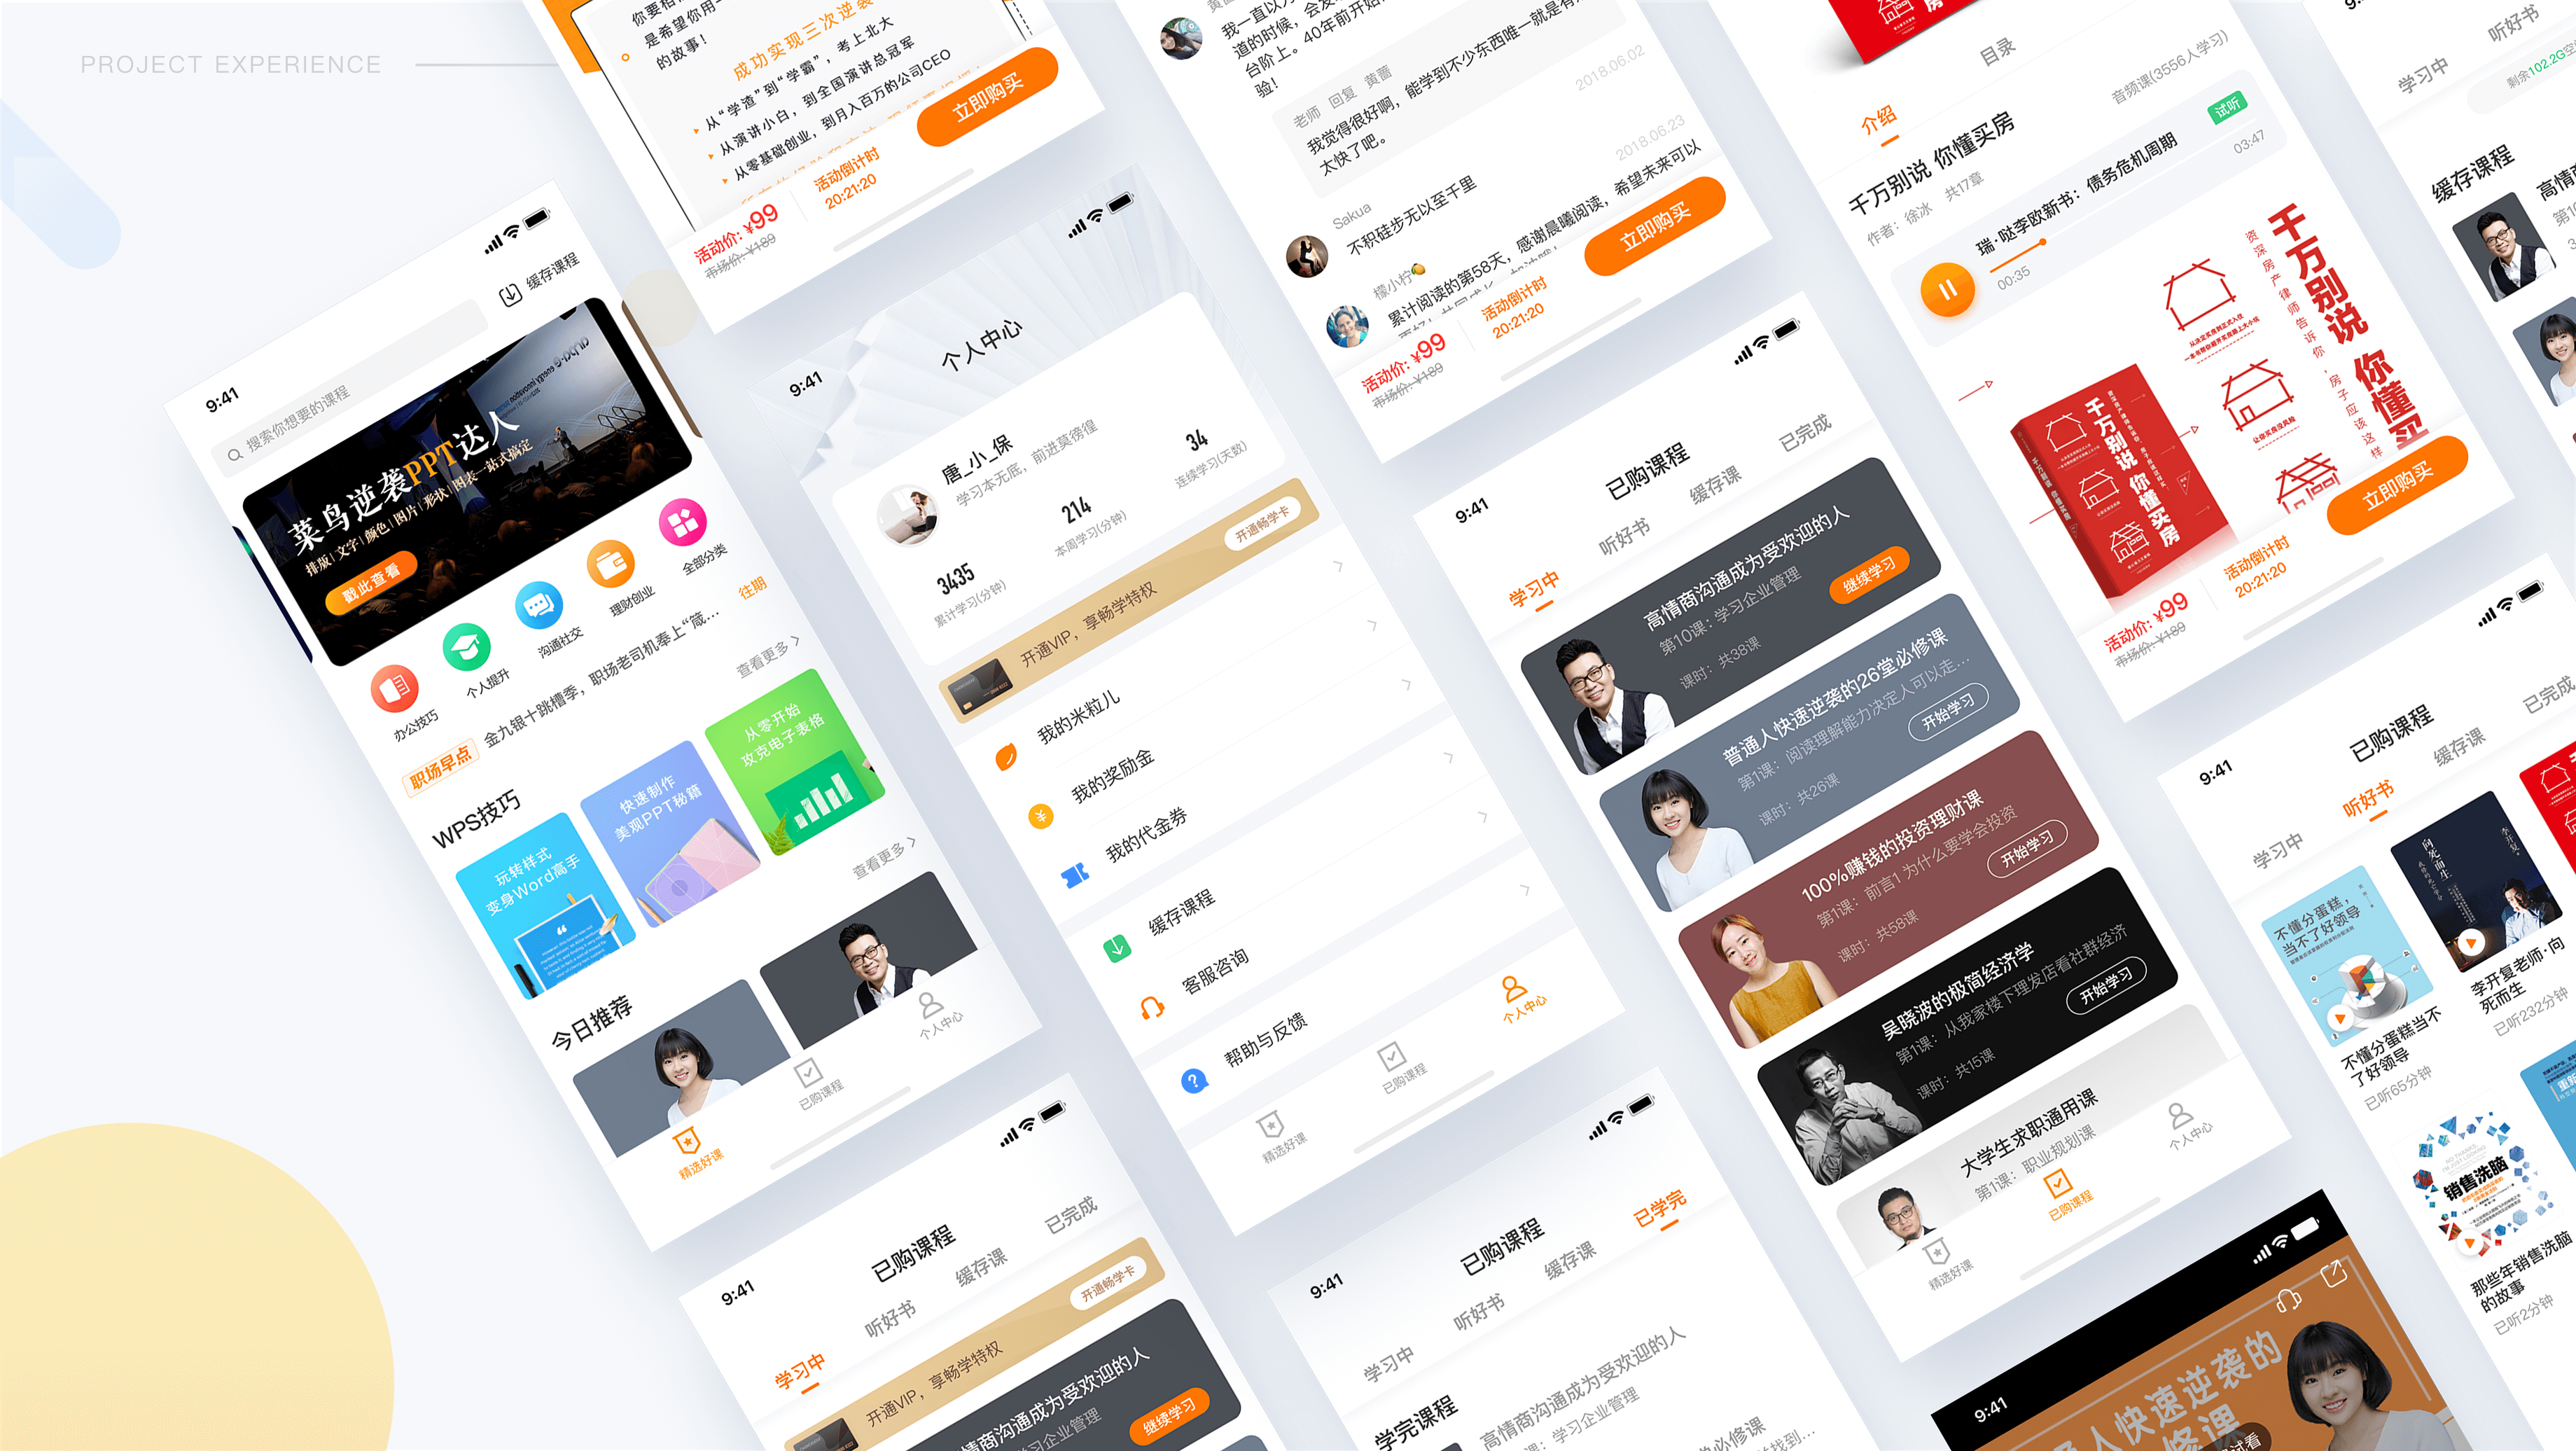 PROJECT EXPERIENCE
9:41
缓存课程
搜索你想要的课程
菜鸟逆袭PPT达人
排版 | 文字 | 颜色 | 图片 | 形状 | 图表一站式搞定
戳此查看
办公技巧
个人提升
沟通社交
理财创业
全部分类
职场早点
金九银十跳槽季，职场老司机奉上“箴...
往期
WPS技巧
查看更多
玩转样式
变身Word高手
快速制作
美观PPT秘籍
从零开始
攻克电子表格
今日推荐
查看更多
精选好课
已购课程
个人中心
的故事！
成功实现三次逆袭
从“学渣”到“学霸”，考上北大
从演讲小白，到全国演讲总冠军
从零基础创业，到月入百万的公司CEO
活动价: ¥99
市场价: ¥189
活动倒计时
20:21:20
立即购买
9:41
个人中心
唐_小_保
学习本无底，前进莫徬徨
3435
累计学习(分钟)
214
本周学习(分钟)
34
连续学习(天数)
开通VIP，享畅学特权
开通畅学卡
我的米粒儿
我的奖励金
我的代金券
缓存课程
客服咨询
帮助与反馈
精选好课
已购课程
个人中心
9:41
已购课程
学习中
听好书
缓存课
已完成
开通VIP，享畅学特权
开通畅学卡
情商沟通成为受欢迎的人
继续学习
台阶上。40年前开始
验！
老师 回复 黄蔷
我觉得很好啊，能学到不少东西唯一就是有
太快了吧。
2018.06.02
Sakua
不积硅步无以至千里
2018.06.23
檬小柠
累计阅读的第58天，感谢晨曦阅读，希望未来可以
活动价: ¥99
市场价: ¥189
活动倒计时
20:21:20
立即购买
9:41
已购课程
学习中
听好书
缓存课
已完成
高情商沟通成为受欢迎的人
第10课：学习企业管理
课时：共38课
继续学习
普通人快速逆袭的26堂必修课
第1课：阅读理解能力决定人可以走...
课时：共26课
开始学习
100%赚钱的投资理财课
第1课：前言1 为什么要学会投资
课时：共58课
开始学习
吴晓波的极简经济学
第1课：从我家楼下理发店看社群经济
课时：共15课
开始学习
大学生求职通用课
第1课：职业规划课
精选好课
已购课程
个人中心
9:41
已购课程
学习中
听好书
缓存课
已学完
学完课程
高情商沟通成为受欢迎的人
课：学习企业管理
介绍
目录
千万别说 你懂买房
音频课(3556人学习)
作者：徐冰 共17章
瑞·哒李欧新书：债务危机周期
试听
00:35
03:47
千万别说 你懂买房
资深房产律师告诉你，房子应该这样
千万别说 你懂买房
活动价: ¥99
市场价: ¥189
活动倒计时
20:21:20
立即购买
9:41
已购课程
学习中
听好书
缓存课
已完成
不懂分蛋糕，
当不了好领导
不懂分蛋糕当不
了好领导
已听65分钟
向死而生
李开复老师·向
死而生
已听232分钟
销售洗脑
那些年销售洗脑
的故事
已听2分钟
9:41
人快速逆袭的
修课
试看
听好书
学习中
剩余102.2G空
缓存课程
高情